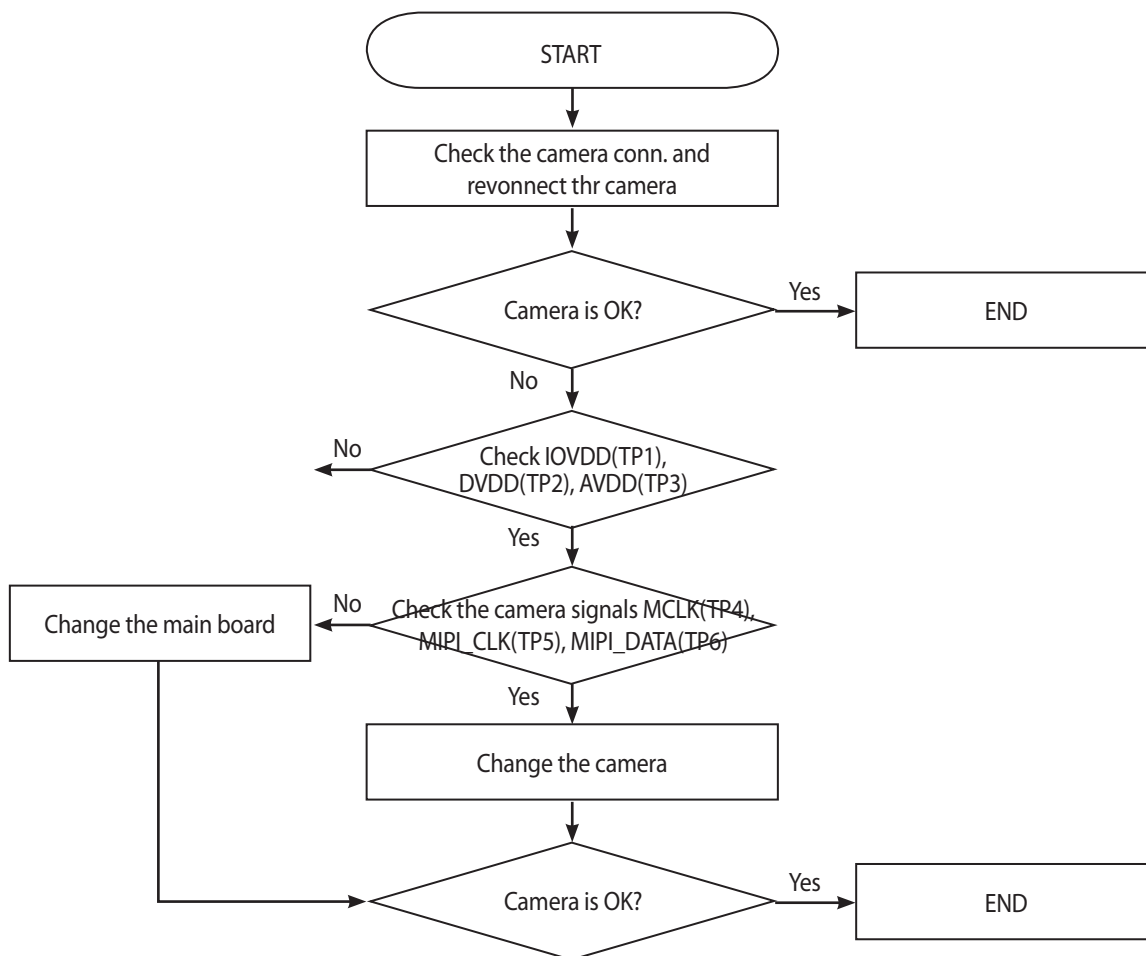 START
Check the camera conn. and
revonnect thr camera
Camera is OK?
Yes
END
No
No
Check IOVDD(TP1),
DVDD(TP2), AVDD(TP3)
Yes
Change the main board
No
Check the camera signals MCLK(TP4),
MIPI_CLK(TP5), MIPI_DATA(TP6)
Yes
Change the camera
Camera is OK?
Yes
END